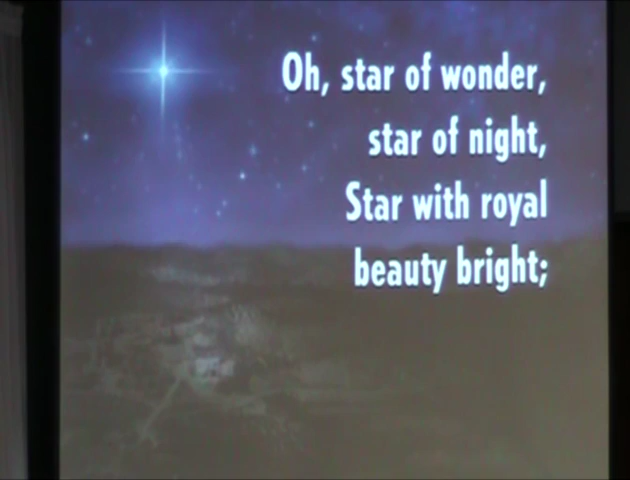 Oh, star of wonder,
star of night,
Star with royal
beauty bright;